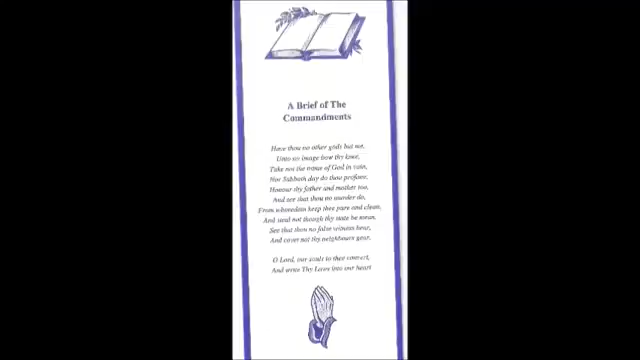 A Brief of The
Commandments
Have thou no other gods but me,
Unto no image bow thy knee,
Take not the name of God in vain,
Nor Sabbath day do thou profane,
Honour thy father and mother too,
And see that thou no murder do,
From whoredom keep thee pure and clean,
And steal not though thy state be mean,
See that thou no false witness bear,
And covet not thy neighbours gear.
O Lord, our souls to thee convert,
And write Thy Laws into our heart